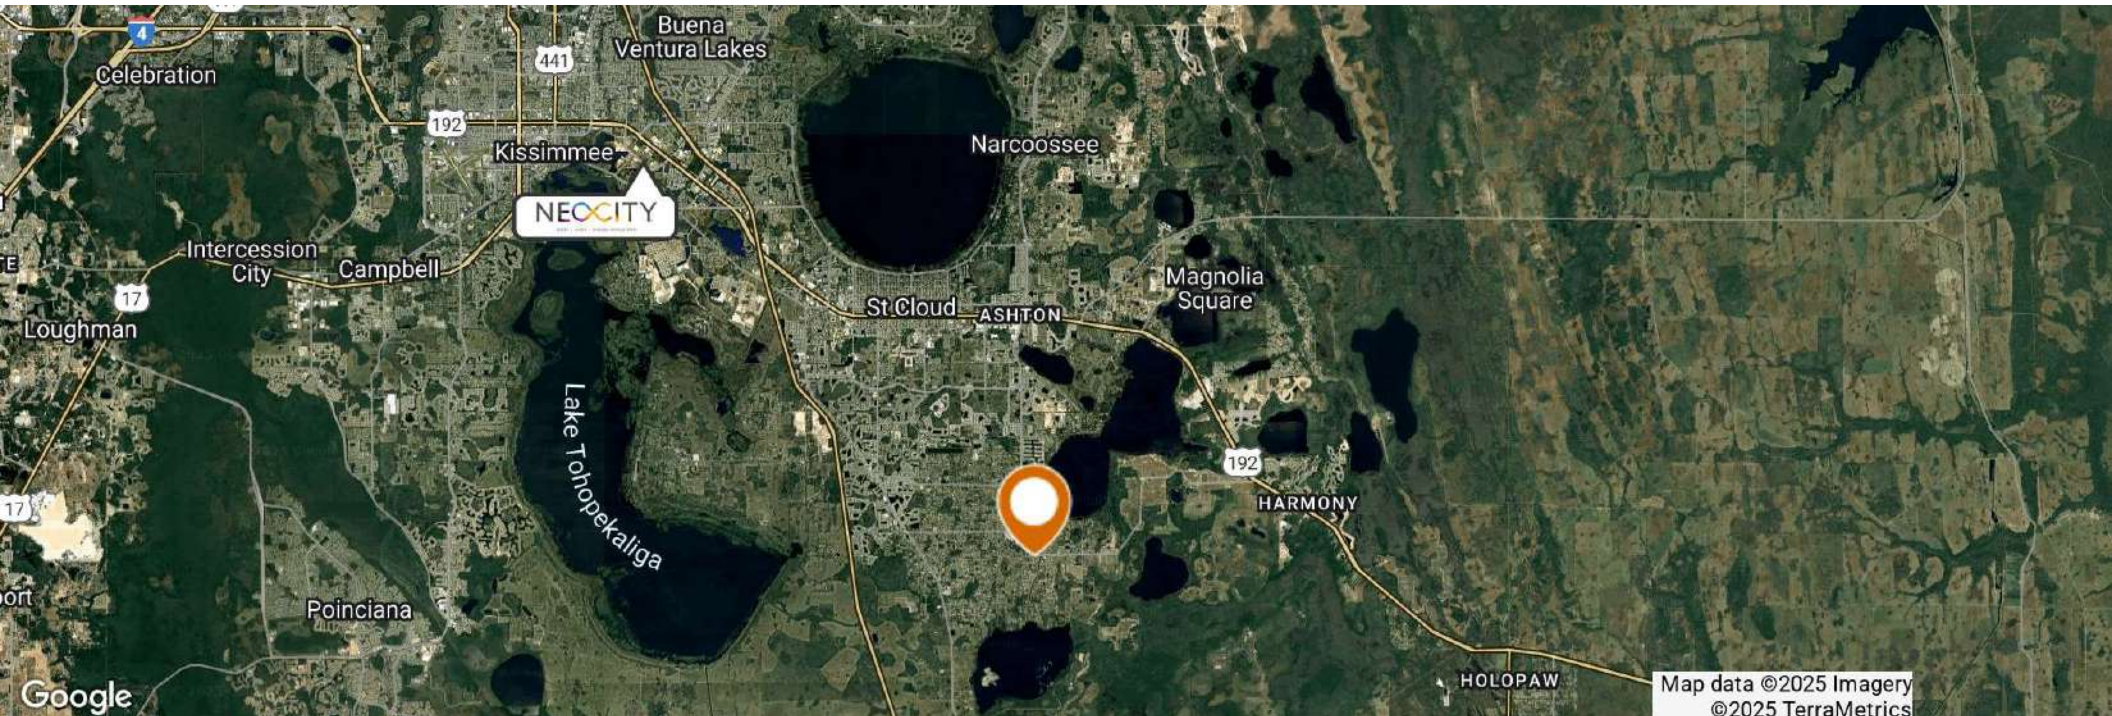 4
Buena
Ventura Lakes
441
Celebration
192
Kissimmee
Narcoossee
NEOCITY
Intercession
City
Campbell
Magnolia
Square
17
Loughman
St Cloud
ASHTON
Lake Tohopekaliga
192
HARMONY
17
Poinciana
HOLOPAW
Google
Map data ©2025 Imagery
©2025 TerraMetrics